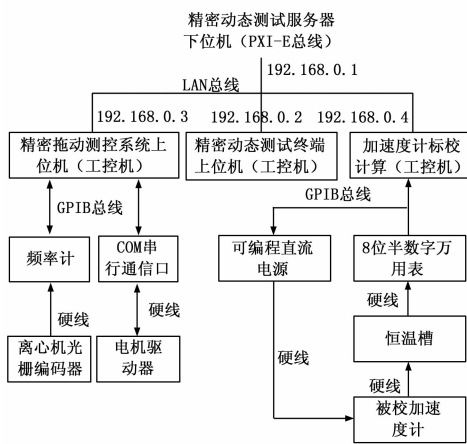 精密动态测试服务器
下位机（PXI-E总线）
192.168.0.1
LAN总线
192.168.0.3
192.168.0.2
192.168.0.4
精密拖动测控系统上
位机（工控机）
精密动态测试终端
上位机（工控机）
加速度计标校
计算（工控机）
GPIB总线
GPIB总线
频率计
COM串
行通信口
可编程直流
电源
8位半数字万
用表
硬线
硬线
硬线
离心机光
栅编码器
电机驱
动器
硬线
恒温槽
硬线
被校加速
度计